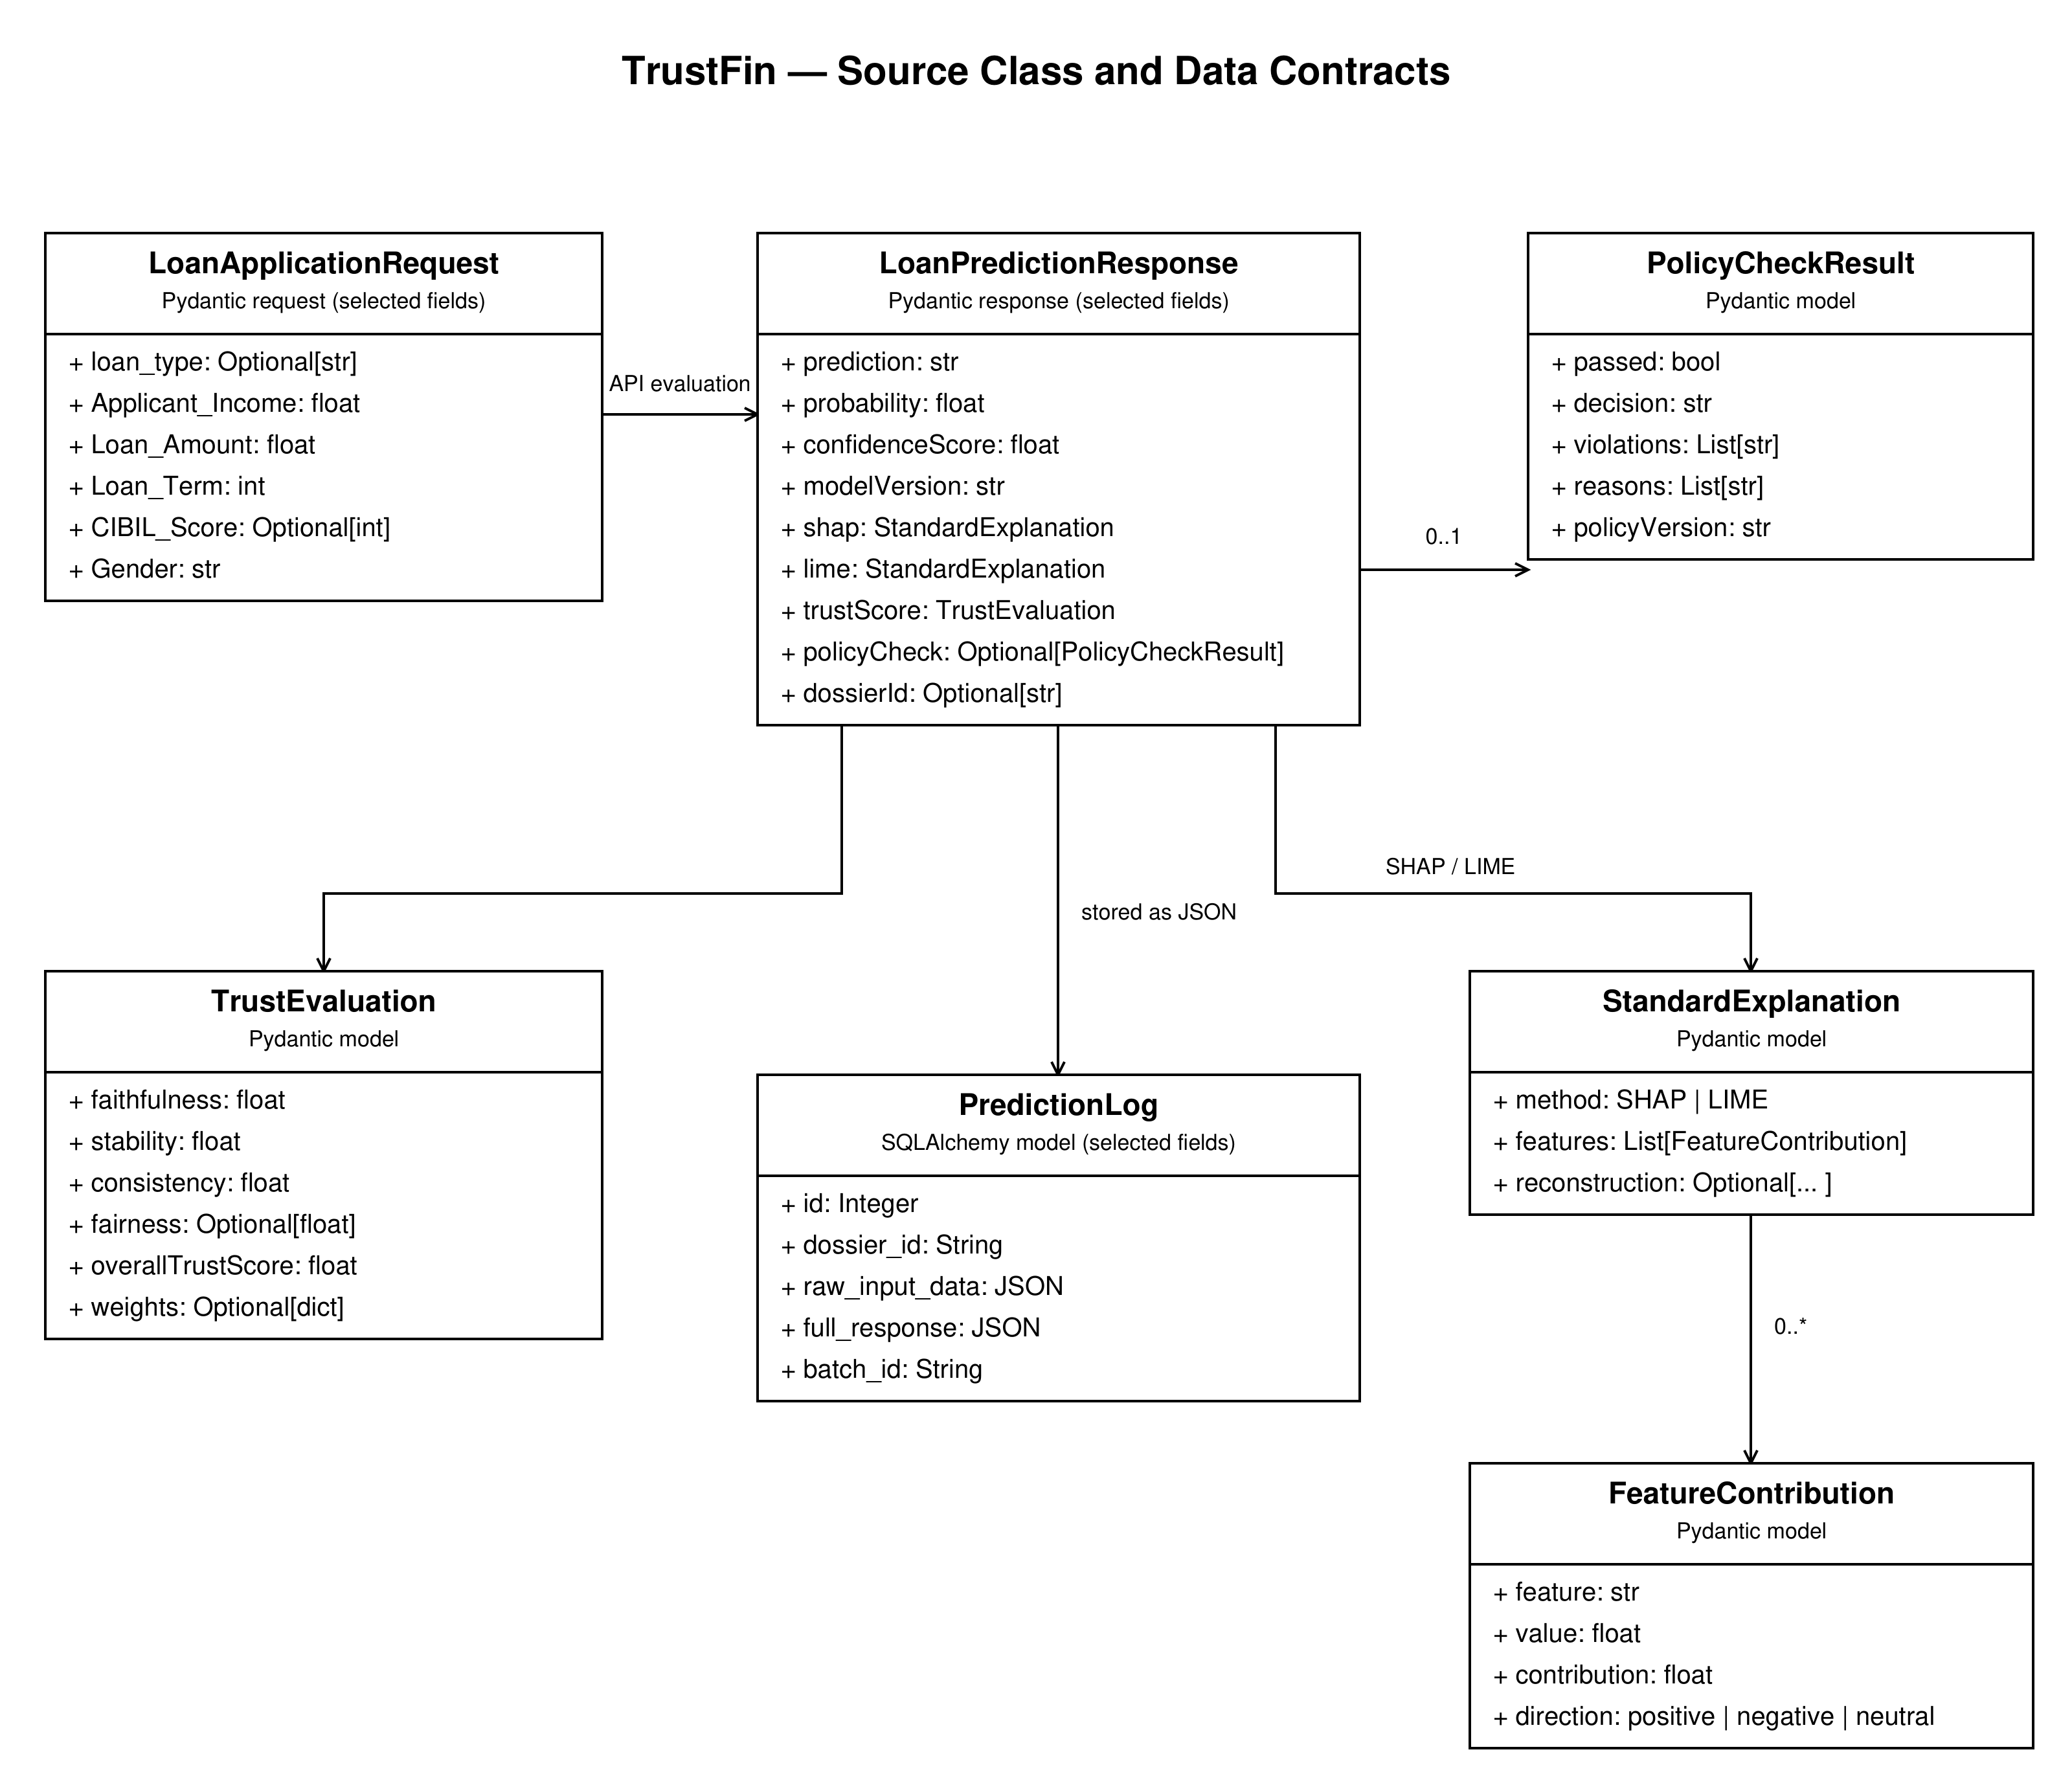 TrustFin — Source Class and Data Contracts
LoanApplicationRequest
Pydantic request (selected fields)
+ loan_type: Optional[str]
+ Applicant_Income: float
+ Loan_Amount: float
+ Loan_Term: int
+ CIBIL_Score: Optional[int]
+ Gender: str
API evaluation
LoanPredictionResponse
Pydantic response (selected fields)
+ prediction: str
+ probability: float
+ confidenceScore: float
+ modelVersion: str
+ shap: StandardExplanation
+ lime: StandardExplanation
+ trustScore: TrustEvaluation
+ policyCheck: Optional[PolicyCheckResult]
+ dossierId: Optional[str]
0..1
PolicyCheckResult
Pydantic model
+ passed: bool
+ decision: str
+ violations: List[str]
+ reasons: List[str]
+ policyVersion: str
SHAP / LIME
stored as JSON
TrustEvaluation
Pydantic model
+ faithfulness: float
+ stability: float
+ consistency: float
+ fairness: Optional[float]
+ overallTrustScore: float
+ weights: Optional[dict]
PredictionLog
SQLAlchemy model (selected fields)
+ id: Integer
+ dossier_id: String
+ raw_input_data: JSON
+ full_response: JSON
+ batch_id: String
StandardExplanation
Pydantic model
+ method: SHAP | LIME
+ features: List[FeatureContribution]
+ reconstruction: Optional[... ]
0..*
FeatureContribution
Pydantic model
+ feature: str
+ value: float
+ contribution: float
+ direction: positive | negative | neutral